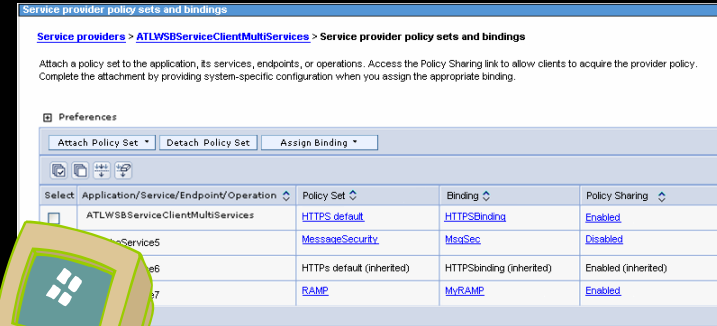 Service provider policy sets and bindings
Service providers > ATLWSBServiceClientMultiServices > Service provider policy sets and bindings
Attach a policy set to the application, its services, endpoints, or operations. Access the Policy Sharing link to allow clients to acquire the provider policy.
Complete the attachment by providing system-specific configuration when you assign the appropriate binding.
Preferences
Attach Policy Set Detach Policy Set Assign Binding
Select Application/Service/Endpoint/Operation Policy Set Binding Policy Sharing
ATLWSBServiceClientMultiServices HTTPS default HTTPSBinding Enabled
MessageSecurity MsgSec Disabled
HTTPs default (inherited) HTTPSbinding (inherited) Enabled (inherited)
RAMP MyRAMP Enabled